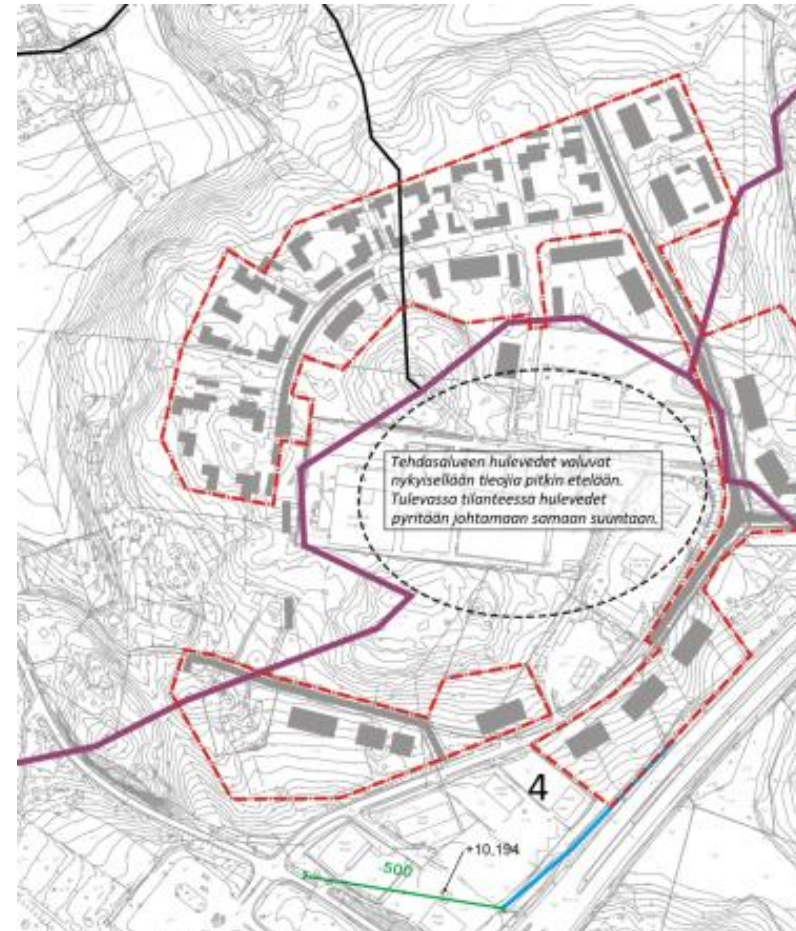 Tehdasalueen hulevedet valuvat
nykyisellään tieojia pitkin etelään.
Tulevassa tilanteessa hulevedet
pyritään johtamaan samaan suuntaan.
4
+10,194
500